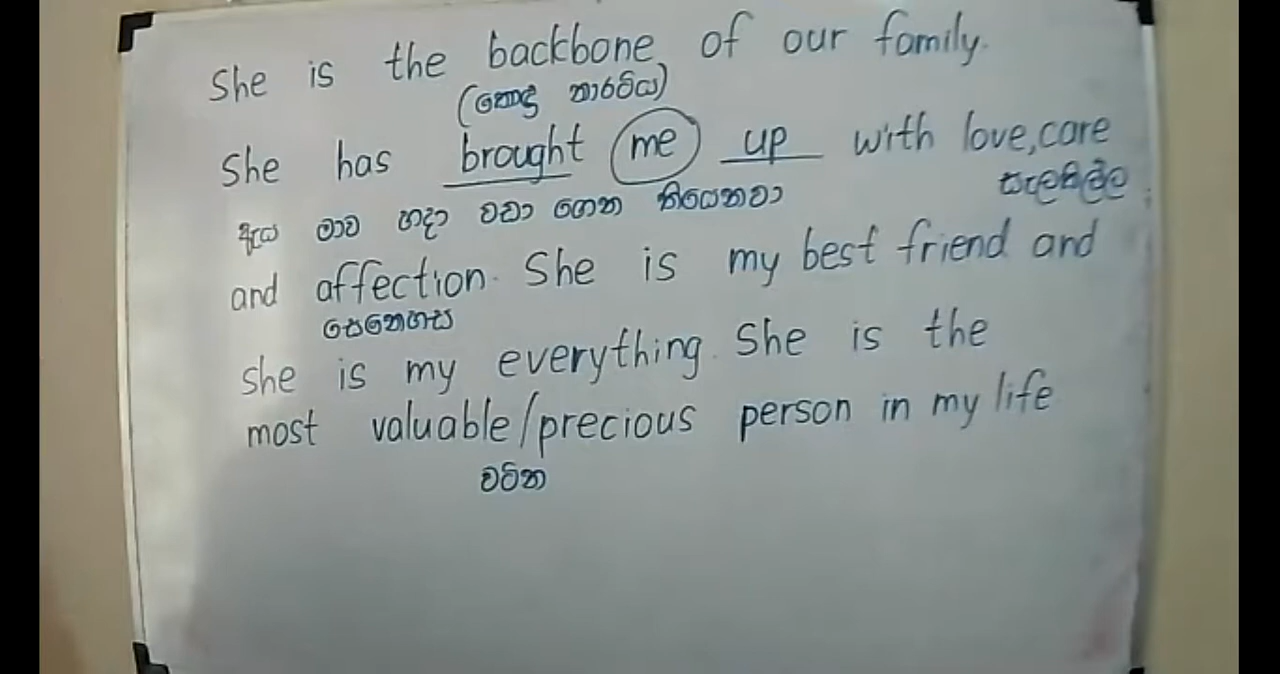 She is the backbone of our family.
(කොඳු නාරටිය)
She has brought me up with love, care
ඇය මාව හදා වඩා ගෙන තියෙනවා
සැලකිල්ල
and affection. She is my best friend and
සෙනෙහස
she is my everything. She is the
most valuable/precious person in my life
වටින